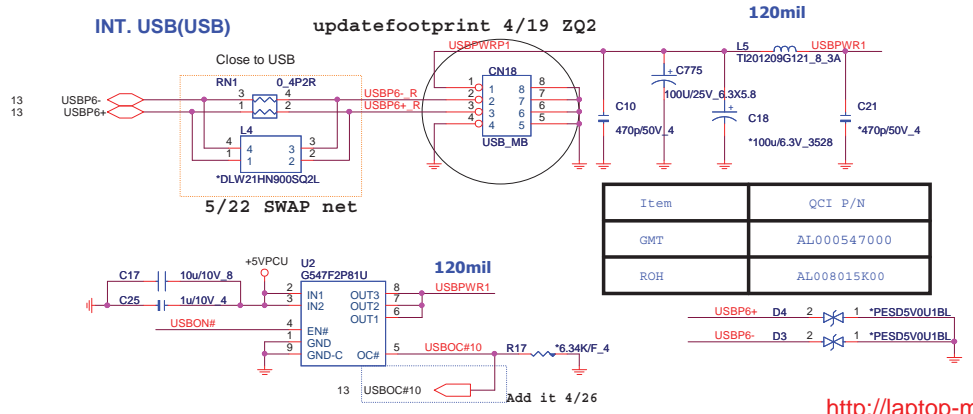 INT. USB(USB)
updatefootprint 4/19 ZQ2
120mil
Close to USB
USBPWRP1
L5
USBPWR1
TI201209G121_8_3A
RN1
0_4P2R
CN18
C775
100U/25V_6.3X5.8
13
USBP6-
3
4
USBP6-_R
1
1
8
8
13
USBP6+
1
2
USBP6+_R
2
2
7
7
3
3
6
6
4
4
5
5
USB_MB
C10
470p/50V_4
C18
*100u/6.3V_3528
C21
*470p/50V_4
L4
4
4
3
3
1
1
2
2
*DLW21HN900SQ2L
5/22 SWAP net
Item
QCI P/N
GMT
AL000547000
ROH
AL008015K00
+5VPCU
U2
G547F2P81U
120mil
C17
10u/10V_8
C25
1u/10V_4
2
IN1
OUT3
8
USBPWR1
3
IN2
OUT2
7
OUT1
6
USBON#
4
EN#
1
GND
9
GND-C
OC#
5
USBOC#10
R17
*6.34K/F_4
13
USBOC#10
Add it 4/26
USBP6+
D4
2
1
*PESD5V0U1BL
USBP6-
D3
2
1
*PESD5V0U1BL
http://laptop-m